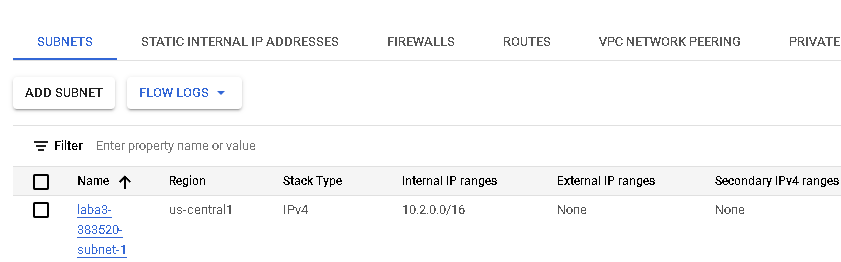 SUBNETS STATIC INTERNAL IP ADDRESSES FIREWALLS ROUTES VPC NETWORK PEERING PRIVATE
ADD SUBNET FLOW LOGS
Filter Enter property name or value
Name Region Stack Type Internal IP ranges External IP ranges Secondary IPv4 ranges
laba3- us-central1 IPv4 10.2.0.0/16 None None
383520-
subnet-1